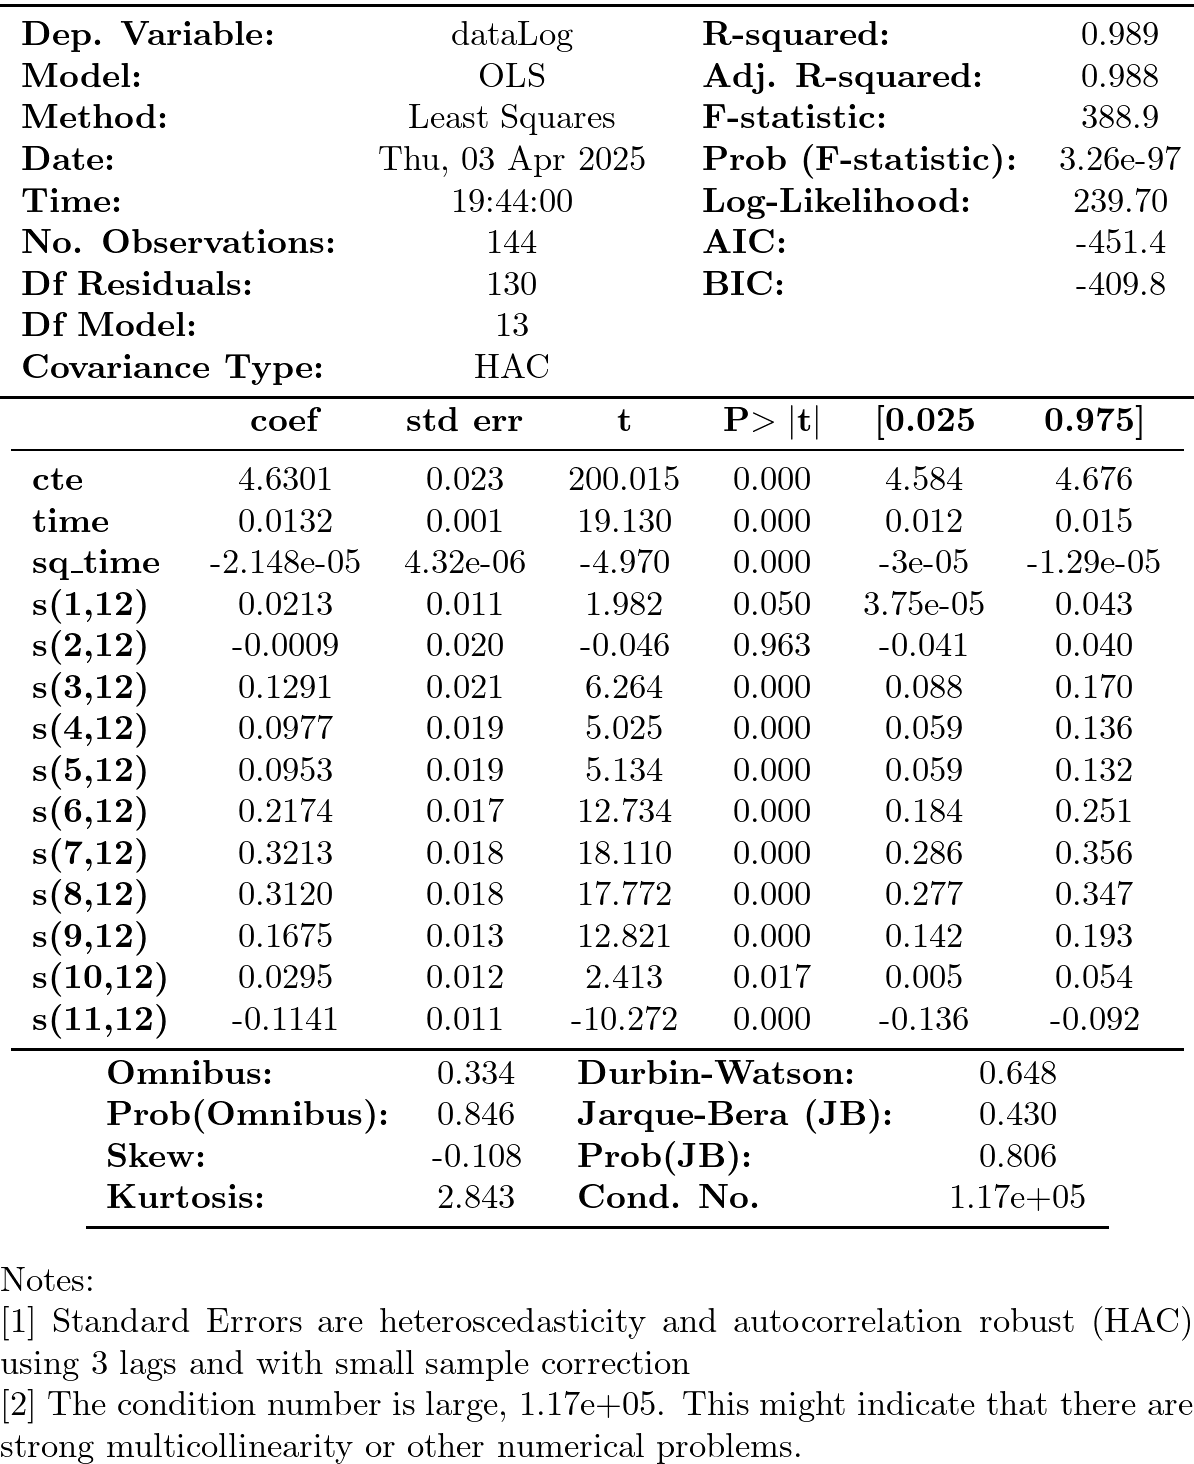 Dep. Variable: dataLog R-squared: 0.989
Model: OLS Adj. R-squared: 0.988
Method: Least Squares F-statistic: 388.9
Date: Thu, 03 Apr 2025 Prob (F-statistic): 3.26e-97
Time: 19:44:00 Log-Likelihood: 239.70
No. Observations: 144 AIC: -451.4
Df Residuals: 130 BIC: -409.8
Df Model: 13
Covariance Type: HAC
coef std err t P> |t| [0.025 0.975]
cte 4.6301 0.023 200.015 0.000 4.584 4.676
time 0.0132 0.001 19.130 0.000 0.012 0.015
sq_time -2.148e-05 4.32e-06 -4.970 0.000 -3e-05 -1.29e-05
s(1,12) 0.0213 0.011 1.982 0.050 3.75e-05 0.043
s(2,12) -0.0009 0.020 -0.046 0.963 -0.041 0.040
s(3,12) 0.1291 0.021 6.264 0.000 0.088 0.170
s(4,12) 0.0977 0.019 5.025 0.000 0.059 0.136
s(5,12) 0.0953 0.019 5.134 0.000 0.059 0.132
s(6,12) 0.2174 0.017 12.734 0.000 0.184 0.251
s(7,12) 0.3213 0.018 18.110 0.000 0.286 0.356
s(8,12) 0.3120 0.018 17.772 0.000 0.277 0.347
s(9,12) 0.1675 0.013 12.821 0.000 0.142 0.193
s(10,12) 0.0295 0.012 2.413 0.017 0.005 0.054
s(11,12) -0.1141 0.011 -10.272 0.000 -0.136 -0.092
Omnibus: 0.334 Durbin-Watson: 0.648
Prob(Omnibus): 0.846 Jarque-Bera (JB): 0.430
Skew: -0.108 Prob(JB): 0.806
Kurtosis: 2.843 Cond. No. 1.17e+05
Notes:
[1] Standard Errors are heteroscedasticity and autocorrelation robust (HAC)
using 3 lags and with small sample correction
[2] The condition number is large, 1.17e+05. This might indicate that there are
strong multicollinearity or other numerical problems.